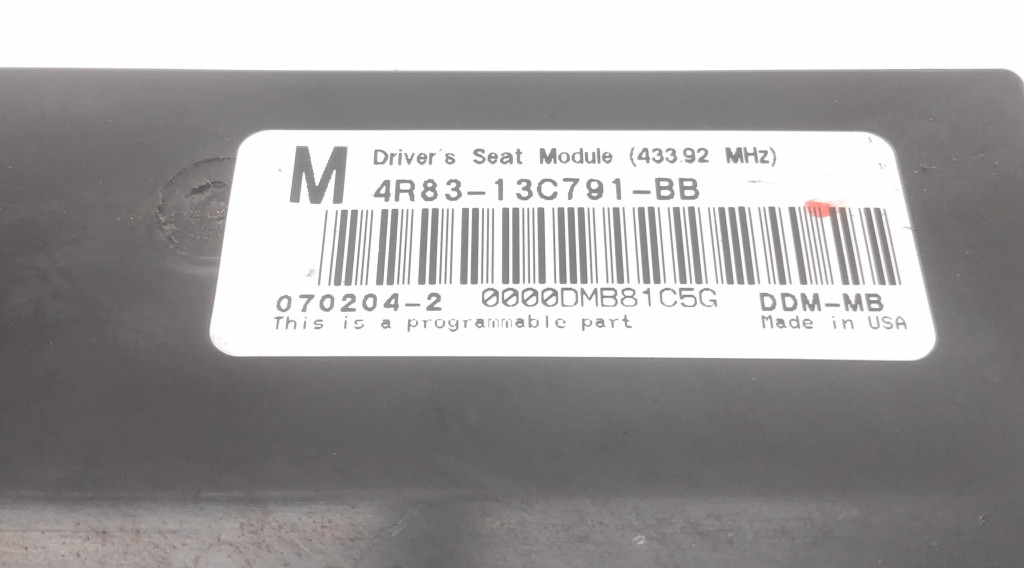 M Driver's Seat Module (433.92 MHz)
4R83-13C791-BB
070204-2 0000DMB81C5G DDM-MB
This is a programmable part Made in USA